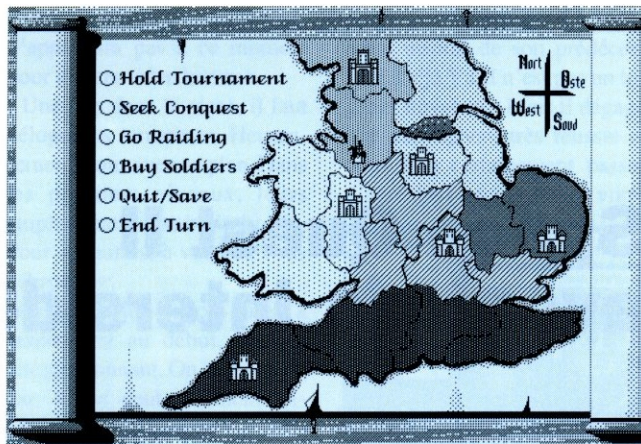 Hold Tournament
Seek Conquest
Go Raiding
Buy Soldiers
Quit/Save
End Turn
Nort
Oste
West
Soud